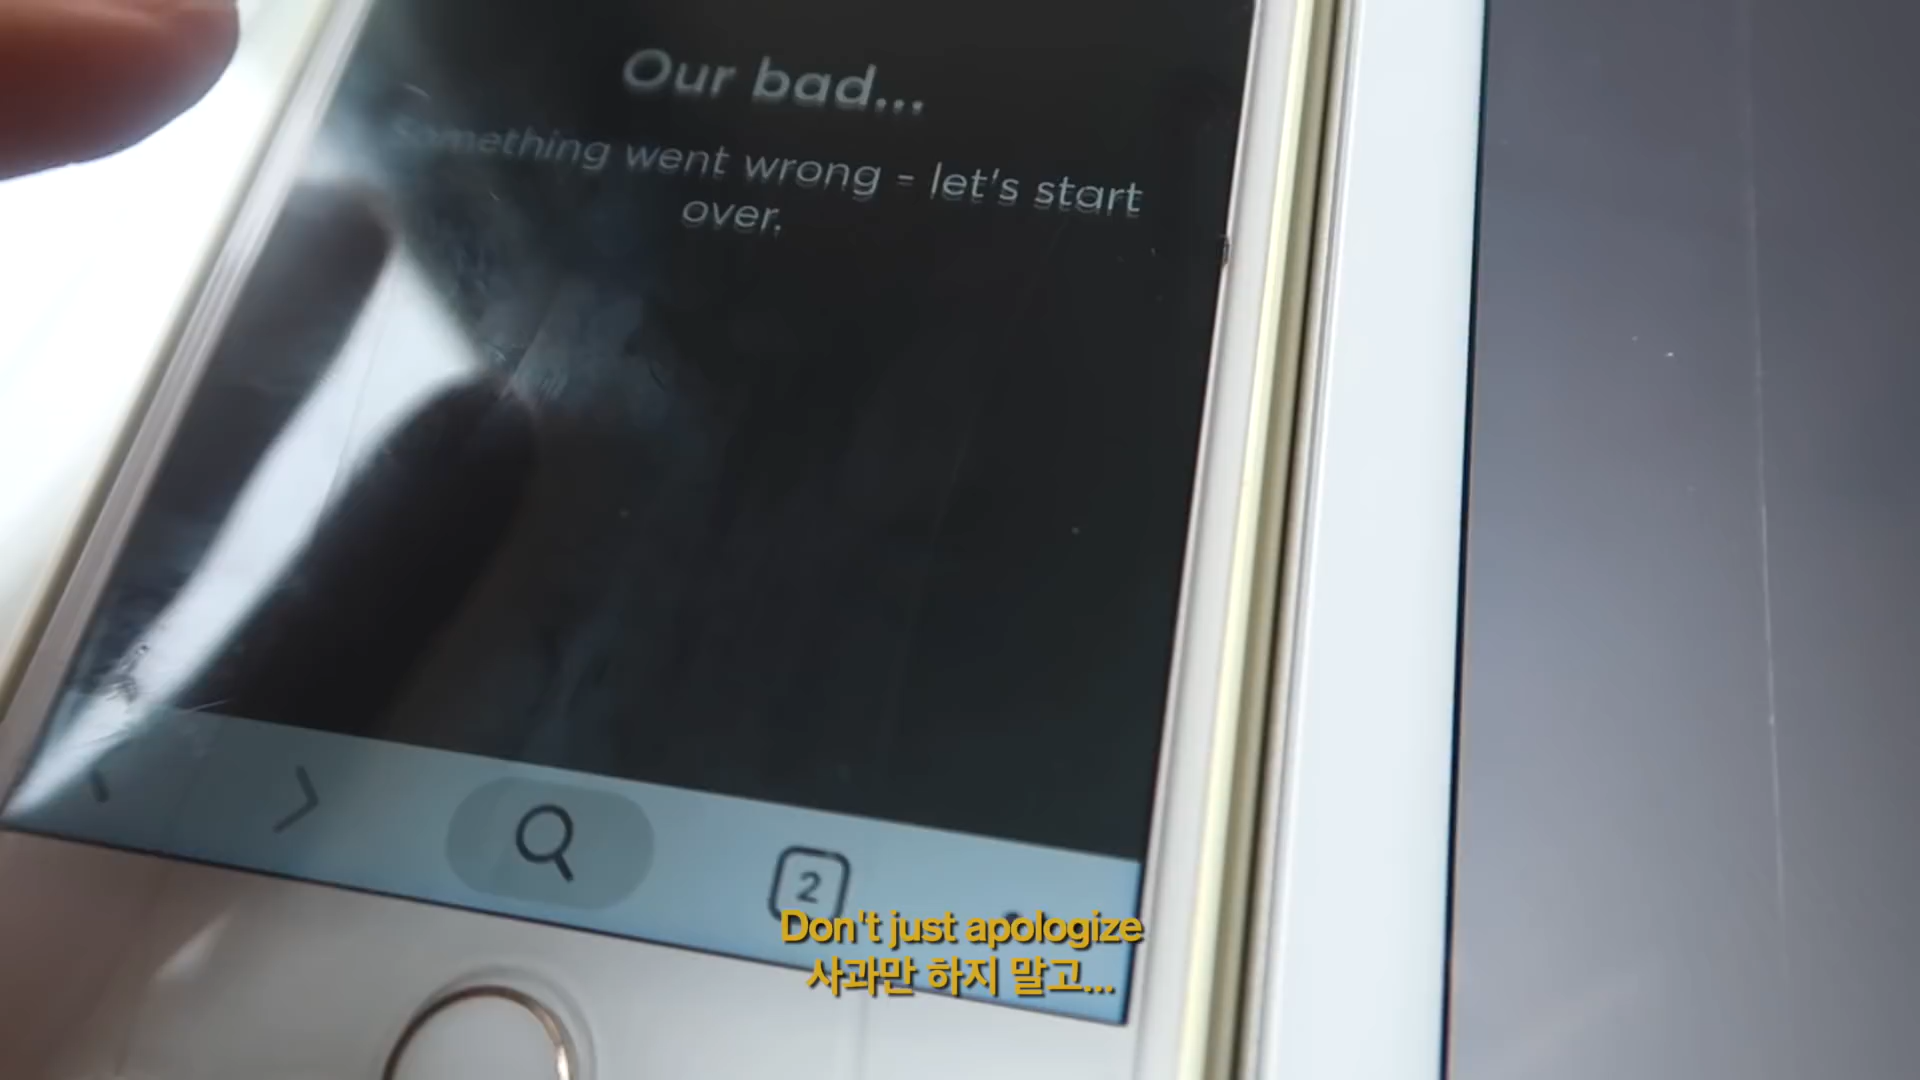 Our bad...
Something went wrong - let's start
over.
2
Don't just apologize
사과만 하지 말고...